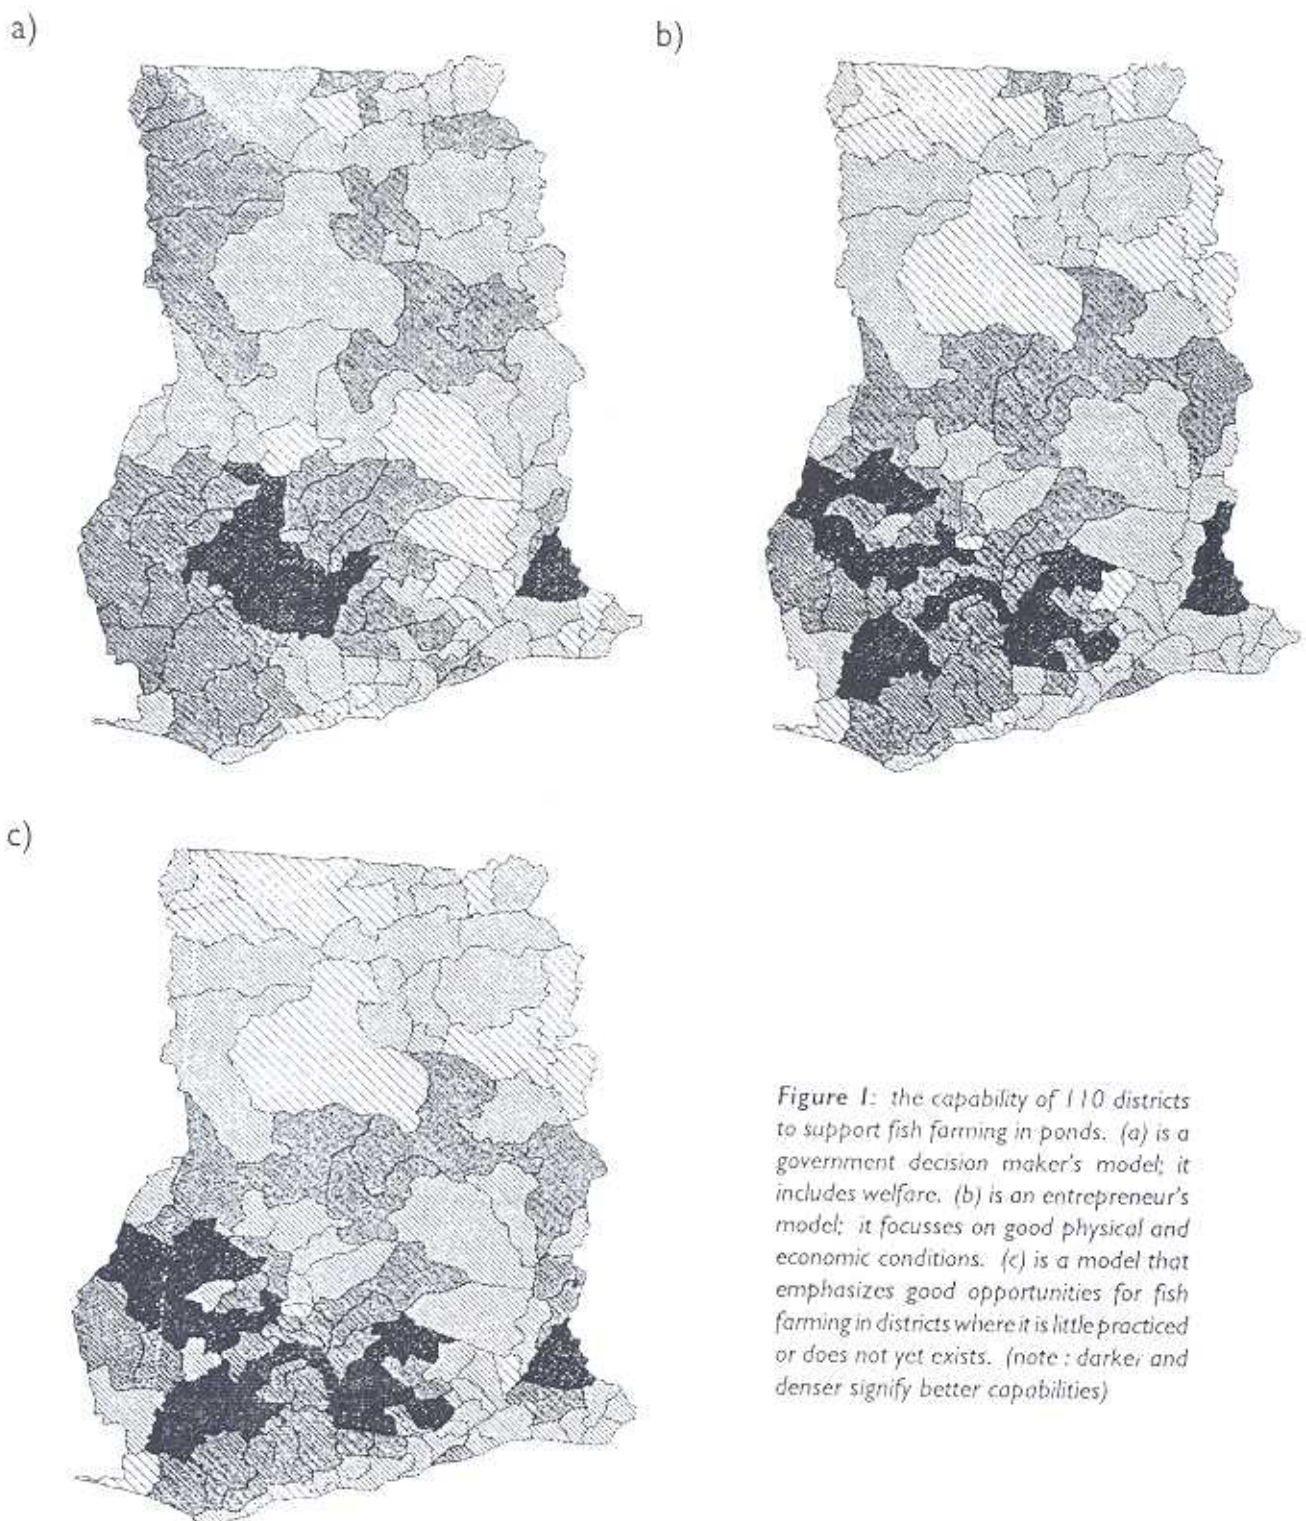 a)
b)
c)
Figure 1: the capability of 110 districts
to support fish farming in ponds. (a) is a
government decision maker's model; it
includes welfare. (b) is an entrepreneur's
model; it focusses on good physical and
economic conditions. (c) is a model that
emphasizes good opportunities for fish
farming in districts where it is little practiced
or does not yet exists. (note : darker and
denser signify better capabilities)